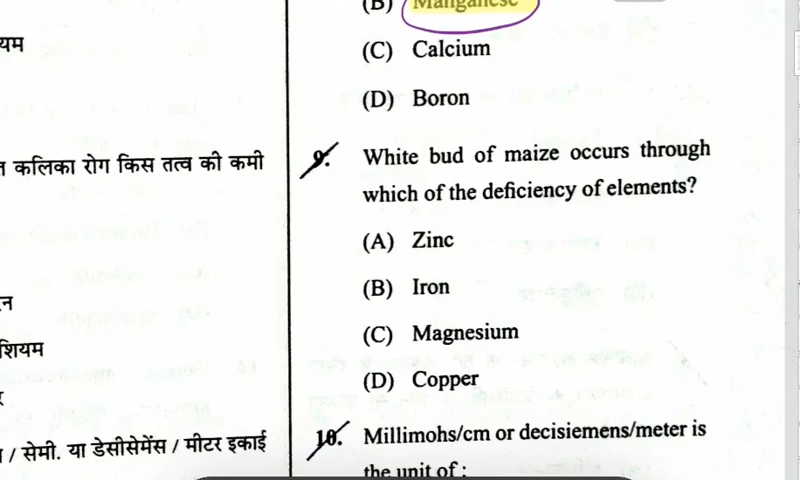 (B) Manganese
यम
(C) Calcium
(D) Boron
कलिका रोग किस तत्व की कमी
9. White bud of maize occurs through
which of the deficiency of elements?
(A) Zinc
(B) Iron
न
(C) Magnesium
शियम
(D) Copper
/ सेमी. या डेसीसेमेंस / मीटर इकाई
10. Millimohs/cm or decisiemens/meter is
the unit of :